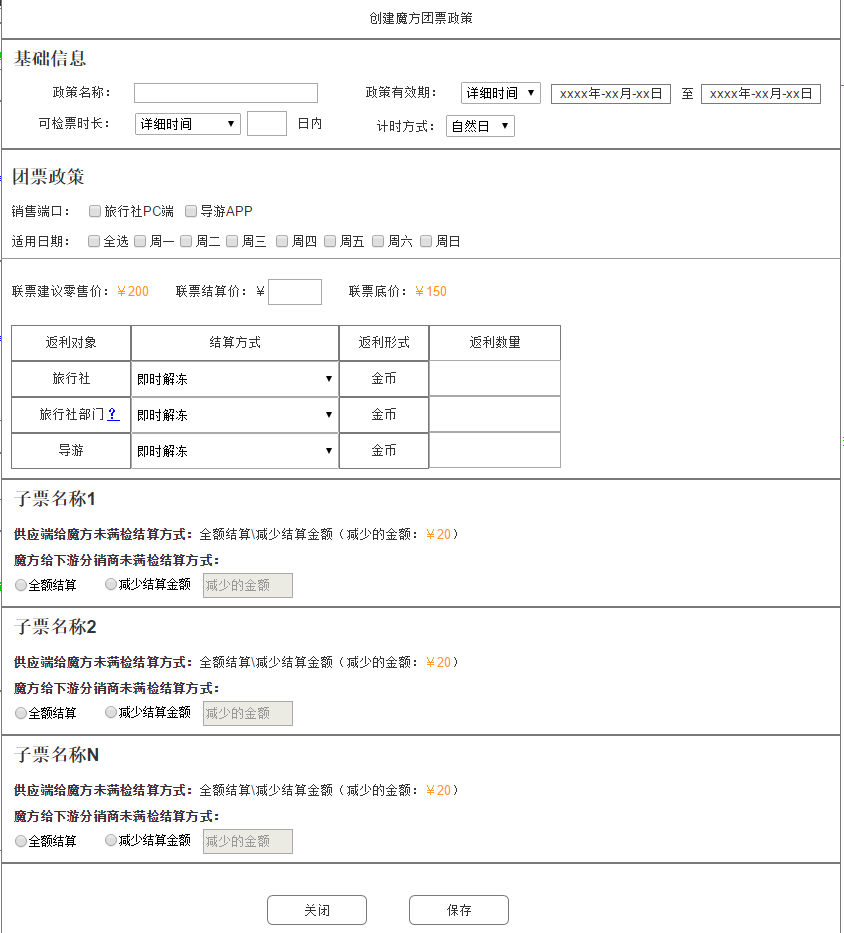 创建魔方团票政策
基础信息
政策名称： 政策有效期： 详细时间 xxxx年-xx月-xx日 至 xxxx年-xx月-xx日
可检票时长： 详细时间 日内 计时方式： 自然日
团票政策
销售端口： 旅行社PC端 导游APP
适用日期： 全选 周一 周二 周三 周四 周五 周六 周日
联票建议零售价：￥200 联票结算价：￥ 联票底价：￥150
返利对象 结算方式 返利形式 返利数量
旅行社 即时解冻 金币
旅行社部门？ 即时解冻 金币
导游 即时解冻 金币
子票名称1
供应端给魔方未满检结算方式：全额结算\减少结算金额（减少的金额：￥20）
魔方给下游分销商未满检结算方式：
全额结算 减少结算金额 减少的金额
子票名称2
供应端给魔方未满检结算方式：全额结算\减少结算金额（减少的金额：￥20）
魔方给下游分销商未满检结算方式：
全额结算 减少结算金额 减少的金额
子票名称N
供应端给魔方未满检结算方式：全额结算\减少结算金额（减少的金额：￥20）
魔方给下游分销商未满检结算方式：
全额结算 减少结算金额 减少的金额
关闭 保存